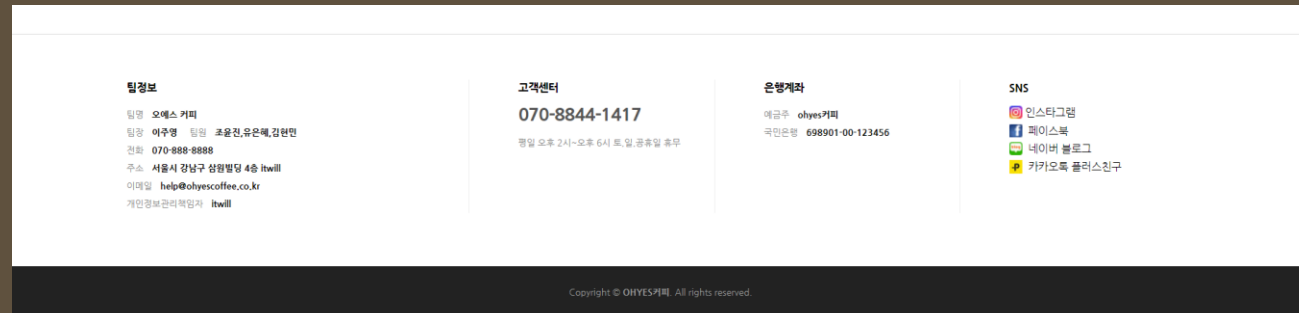 팀정보
팀명 오예스 커피
팀장 이주영 팀원 조윤진,유은혜,김현민
전화 070-888-8888
주소 서울시 강남구 삼원빌딩 4층 itwill
이메일 help@ohyescoffee.co.kr
개인정보관리책임자 itwill
고객센터
070-8844-1417
평일 오후 2시~오후 6시 토,일,공휴일 휴무
은행계좌
예금주 ohyes커피
국민은행 698901-00-123456
SNS
인스타그램
페이스북
네이버 블로그
카카오톡 플러스친구
Copyright © OHYES커피. All rights reserved.